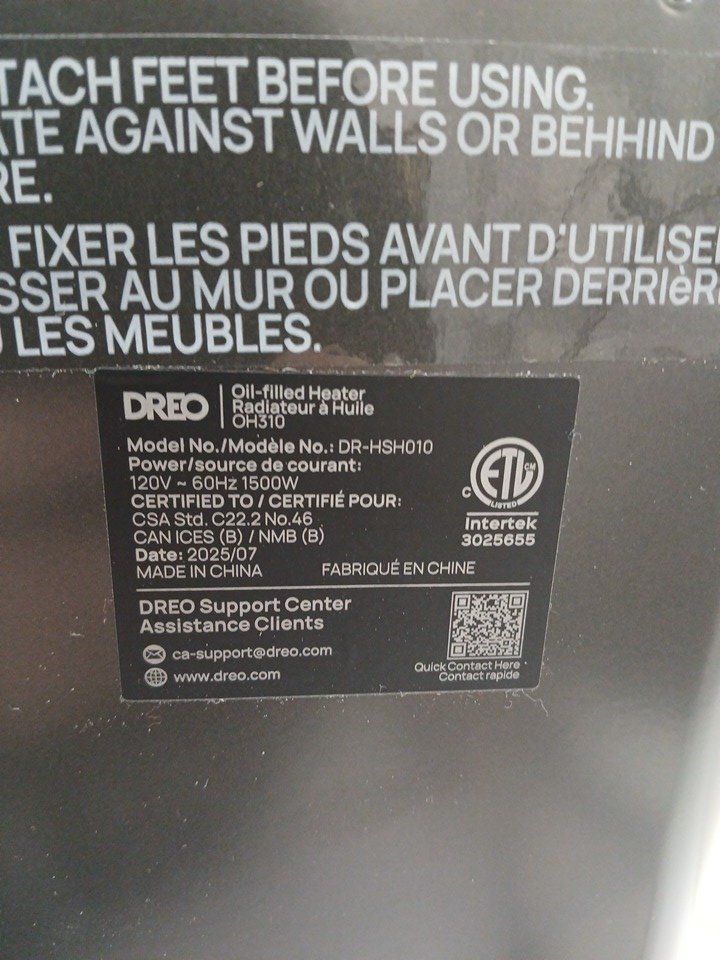 TACH FEET BEFORE USING.
TE AGAINST WALLS OR BEHHIND
RE.
FIXER LES PIEDS AVANT D'UTILISE
SSER AU MUR OU PLACER DERRIèR
LES MEUBLES.
DREO
Oil-filled Heater
Radiateur à Huile
OH310
Model No./Modèle No.: DR-HSH010
Power/source de courant:
120V ~ 60Hz 1500W
CERTIFIED TO / CERTIFIÉ POUR:
CSA Std. C22.2 No.46
CAN ICES (B) / NMB (B)
Date: 2025/07
MADE IN CHINA FABRIQUÉ EN CHINE
C ETL CM
LISTED
Intertek
3025655
DREO Support Center
Assistance Clients
ca-support@dreo.com
www.dreo.com
Quick Contact Here
Contact rapide